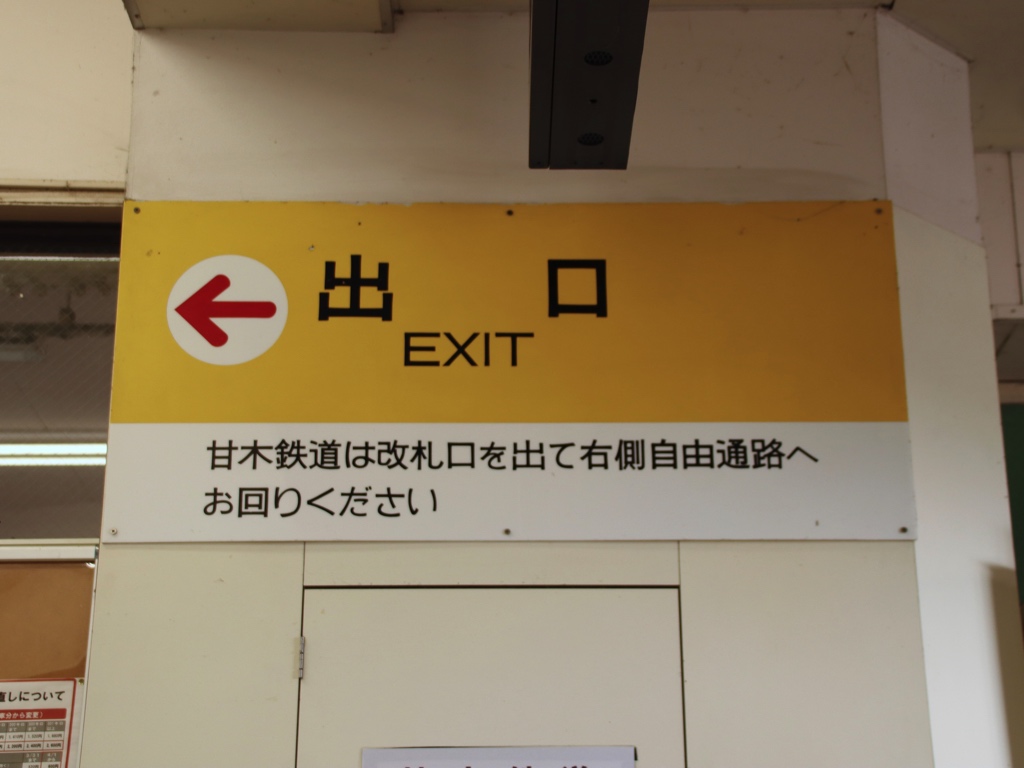 出 口
EXIT
甘木鉄道は改札口を出て右側自由通路へ
お回りください
しについて